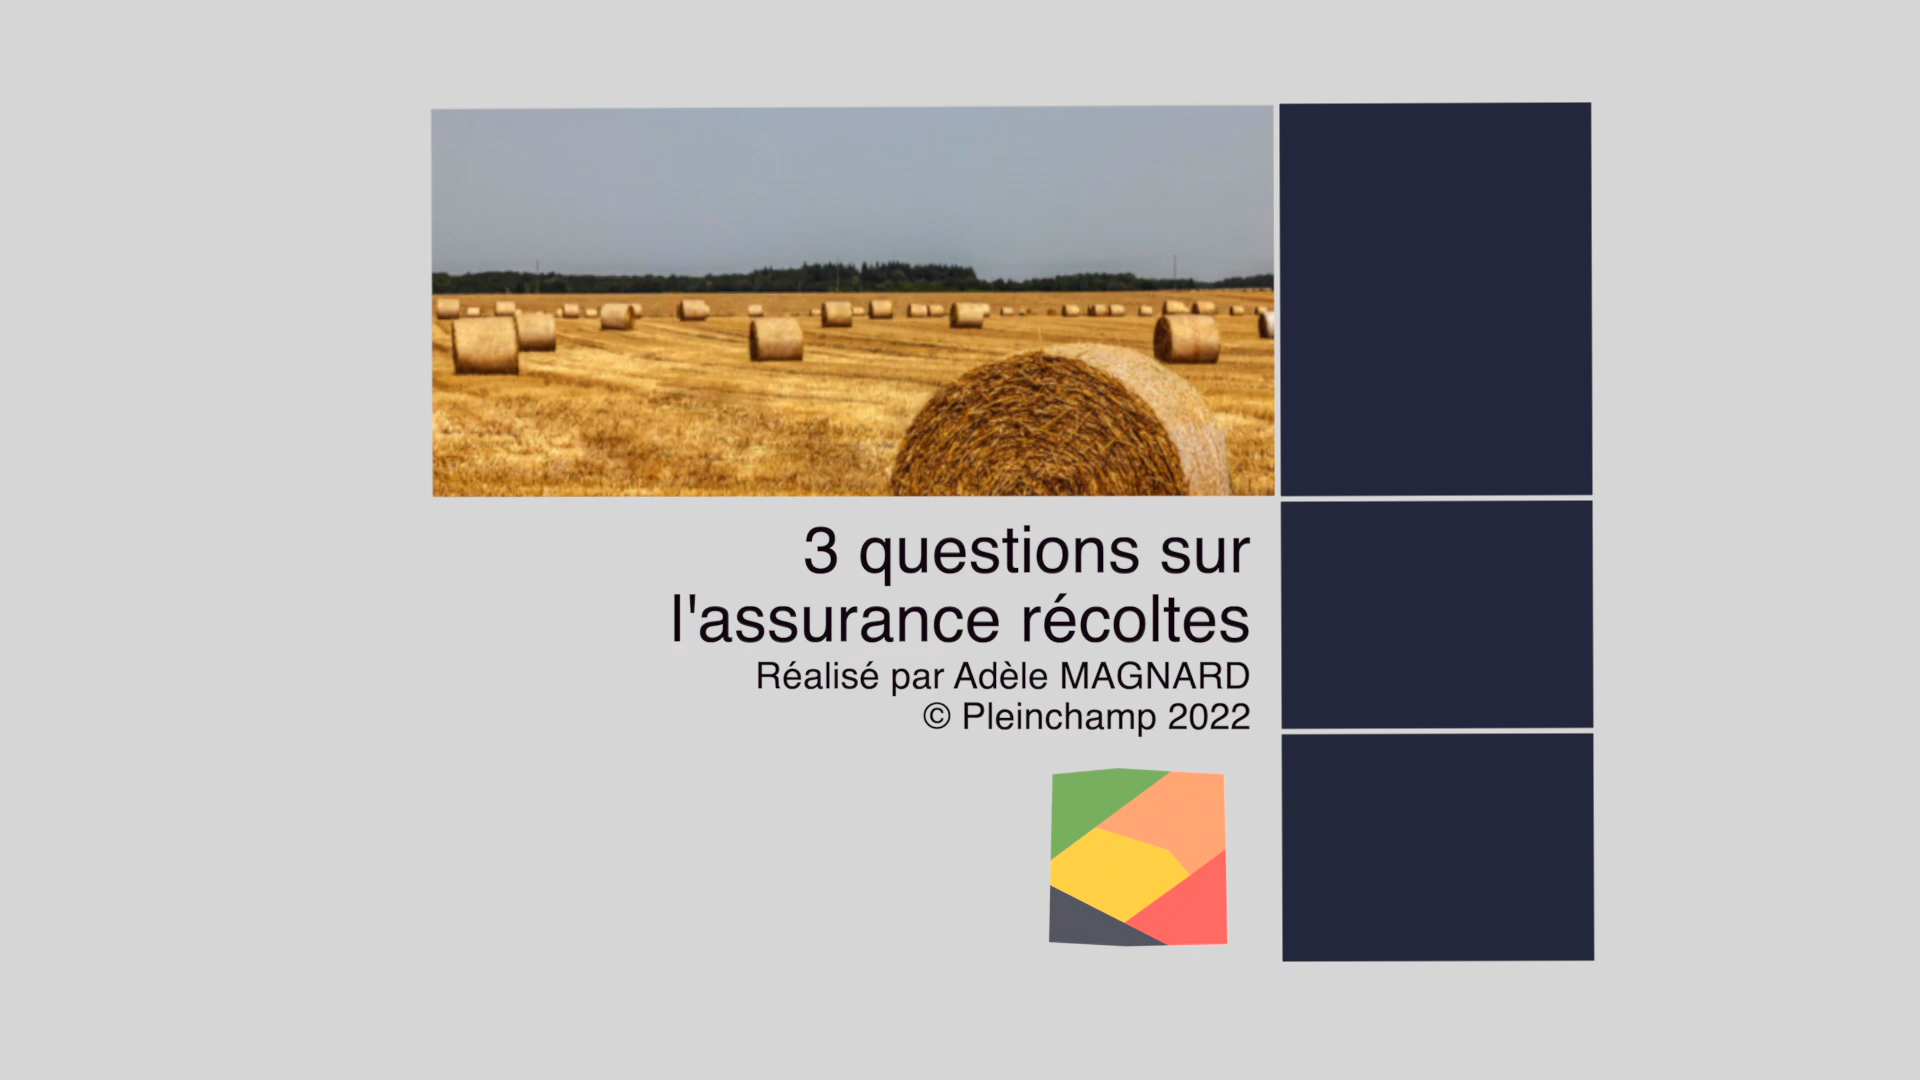 3 questions sur
l'assurance récoltes
Réalisé par Adèle MAGNARD
© Pleinchamp 2022